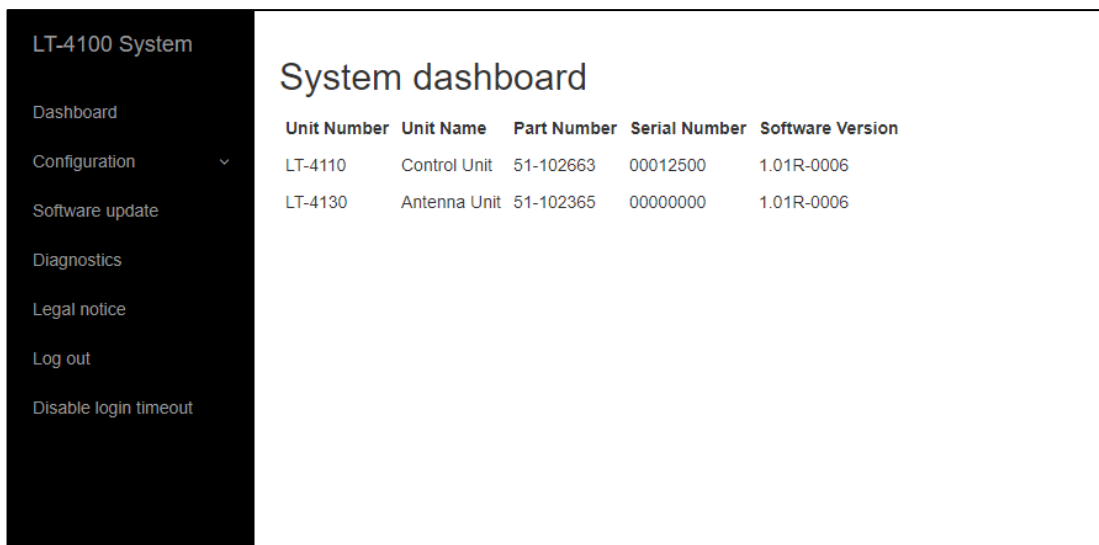 LT-4100 System
Dashboard
Configuration
Software update
Diagnostics
Legal notice
Log out
Disable login timeout
System dashboard
Unit Number Unit Name Part Number Serial Number Software Version
LT-4110 Control Unit 51-102663 00012500 1.01R-0006
LT-4130 Antenna Unit 51-102365 00000000 1.01R-0006